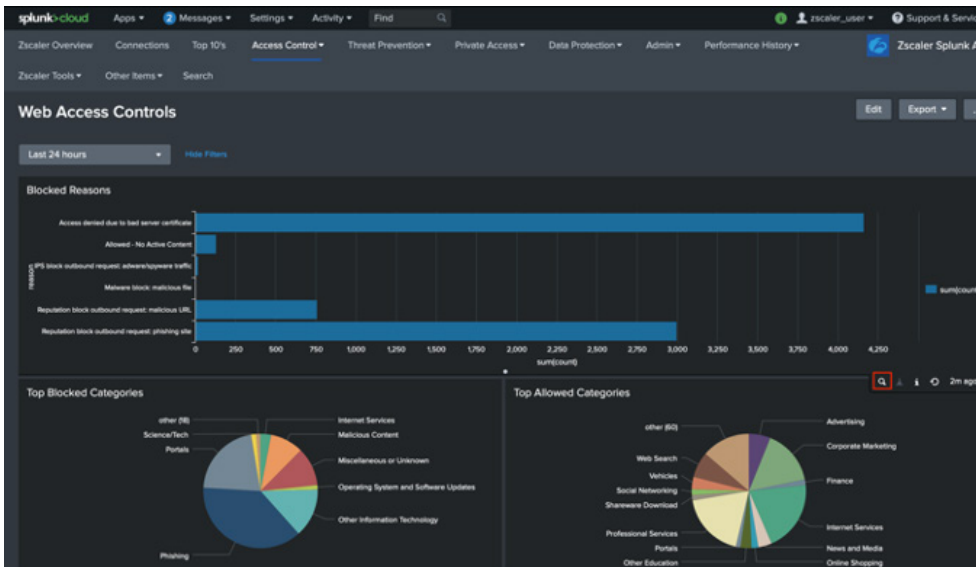 splunk>cloud Apps Messages 2 Settings Activity Find zscaler_user Support & Servic
Zscaler Overview Connections Top 10's Access Control Threat Prevention Private Access Data Protection Admin Performance History Zscaler Splunk A
Zscaler Tools Other Items Search
Web Access Controls Edit Export
Last 24 hours Hide Filters
Blocked Reasons
reason
Access denied due to bad server certificate
Allowed - No Active Content
IPS block outbound request: adware/spyware traffic
Malware block: malicious file
Reputation block outbound request: malicious URL
Reputation block outbound request: phishing site
sum(count
0 250 500 750 1,000 1,250 1,500 1,750 2,000 2,250 2,500 2,750 3,000 3,250 3,500 3,750 4,000 4,250
sum(count)
2m ago
Top Blocked Categories
other (18)
Science/Tech
Portals
Phishing
Internet Services
Malicious Content
Miscellaneous or Unknown
Operating System and Software Updates
Other Information Technology
Top Allowed Categories
other (60)
Web Search
Vehicles
Social Networking
Shareware Download
Professional Services
Portals
Other Education
Advertising
Corporate Marketing
Finance
Internet Services
News and Media
Online Shopping